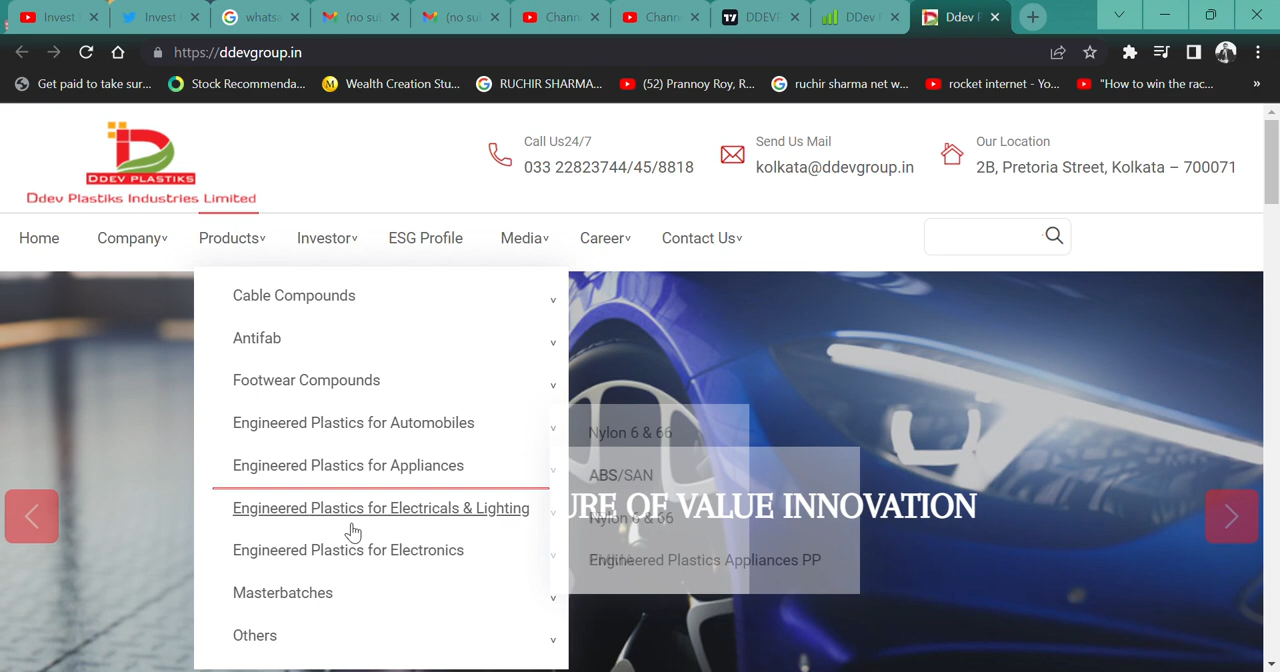 Invest
Invest
whats
(no su
(no su
Chann
Chann
DDEVP
DDev
Ddev P
https://ddevgroup.in
Get paid to take sur...
Stock Recommenda...
Wealth Creation Stu...
RUCHIR SHARMA...
(52) Prannoy Roy, R...
ruchir sharma net w...
rocket internet - Yo...
"How to win the rac...
»
DDEV PLASTIKS
Ddev Plastiks Industries Limited
Call Us24/7
033 22823744/45/8818
Send Us Mail
kolkata@ddevgroup.in
Our Location
2B, Pretoria Street, Kolkata – 700071
Home
Company
Products
Investor
ESG Profile
Media
Career
Contact Us
Cable Compounds
Antifab
Footwear Compounds
Engineered Plastics for Automobiles
Nylon 6 & 66
Engineered Plastics for Appliances
ABS/SAN
Engineered Plastics for Electricals & Lighting
URE OF VALUE INNOVATION
Nylon 6 & 66
Engineered Plastics for Electronics
Engineered Plastics Appliances PP
Masterbatches
Others